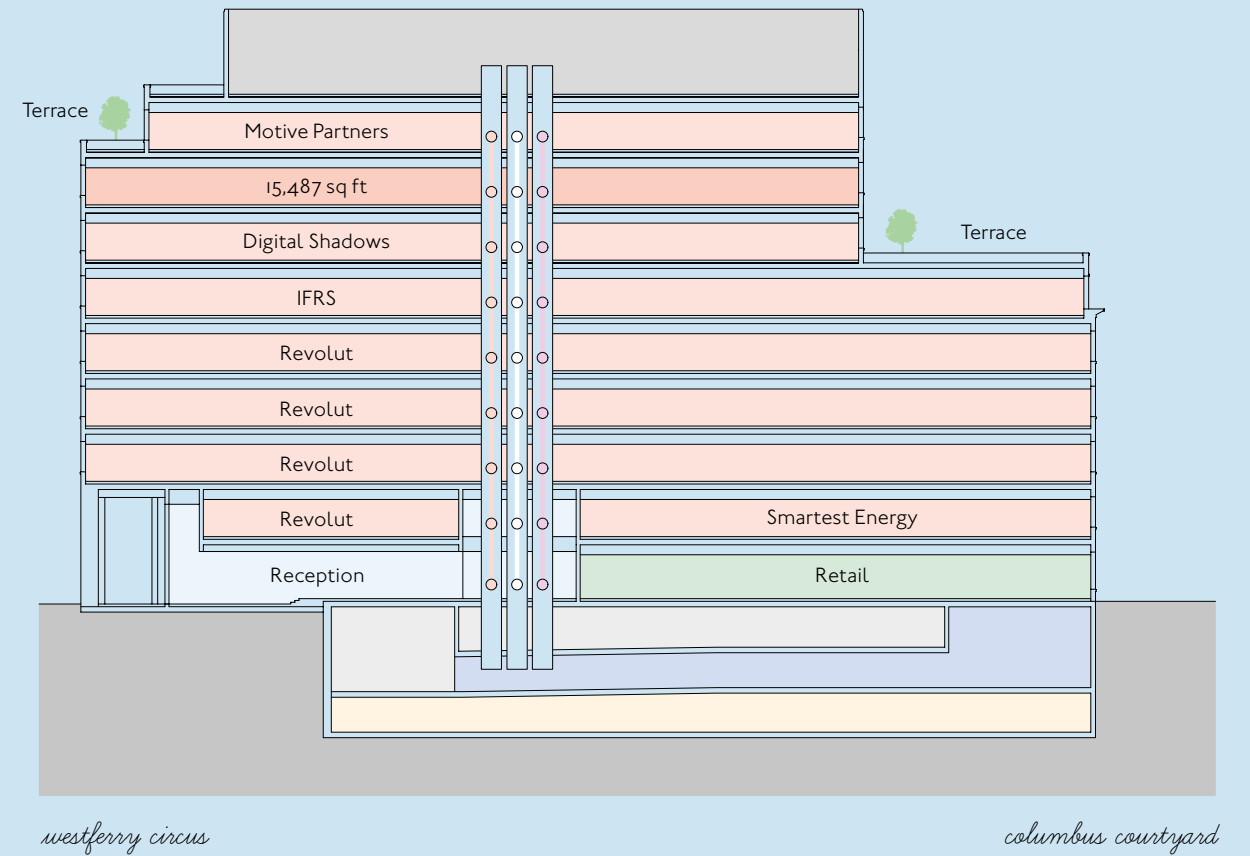 Terrace
Motive Partners
15,487 sq ft
Digital Shadows
Terrace
IFRS
Revolut
Revolut
Revolut
Revolut
Smartest Energy
Reception
Retail
westferry circus
columbus courtyard